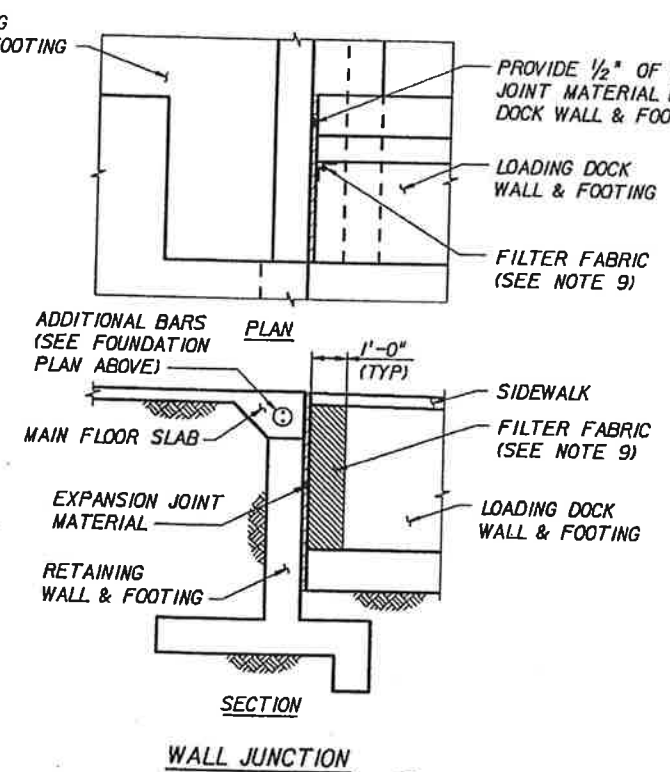 FOOTING
PROVIDE 1/2" OF
JOINT MATERIAL
DOCK WALL &
LOADING DOCK
WALL & FOOTING
FILTER FABRIC
(SEE NOTE 9)
PLAN
ADDITIONAL BARS
(SEE FOUNDATION
PLAN ABOVE)
1'-0"
(TYP)
SIDEWALK
MAIN FLOOR SLAB
FILTER FABRIC
(SEE NOTE 9)
EXPANSION JOINT
MATERIAL
LOADING DOCK
WALL & FOOTING
RETAINING
WALL & FOOTING
SECTION
WALL JUNCTION